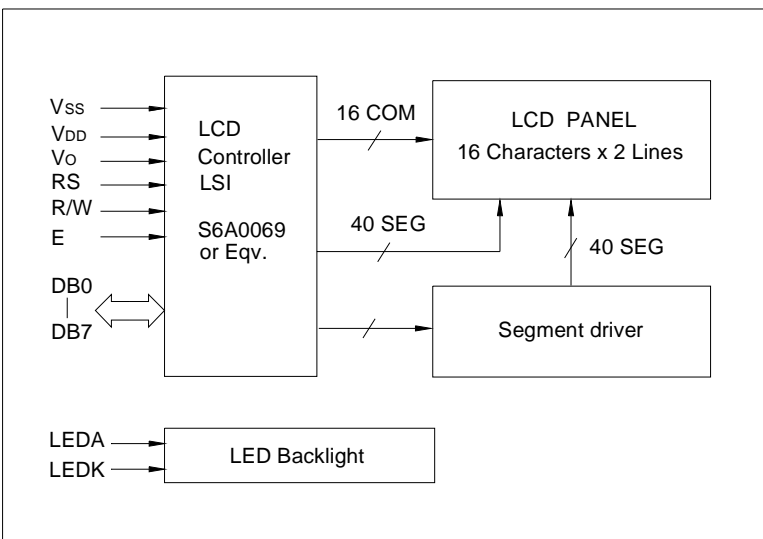 VSS
VDD
VO
RS
R/W
E
DB0
DB7
LCD
Controller
LSI
S6A0069
or Eqv.
16 COM
40 SEG
LCD PANEL
16 Characters x 2 Lines
40 SEG
Segment driver
LEDA
LEDK
LED Backlight